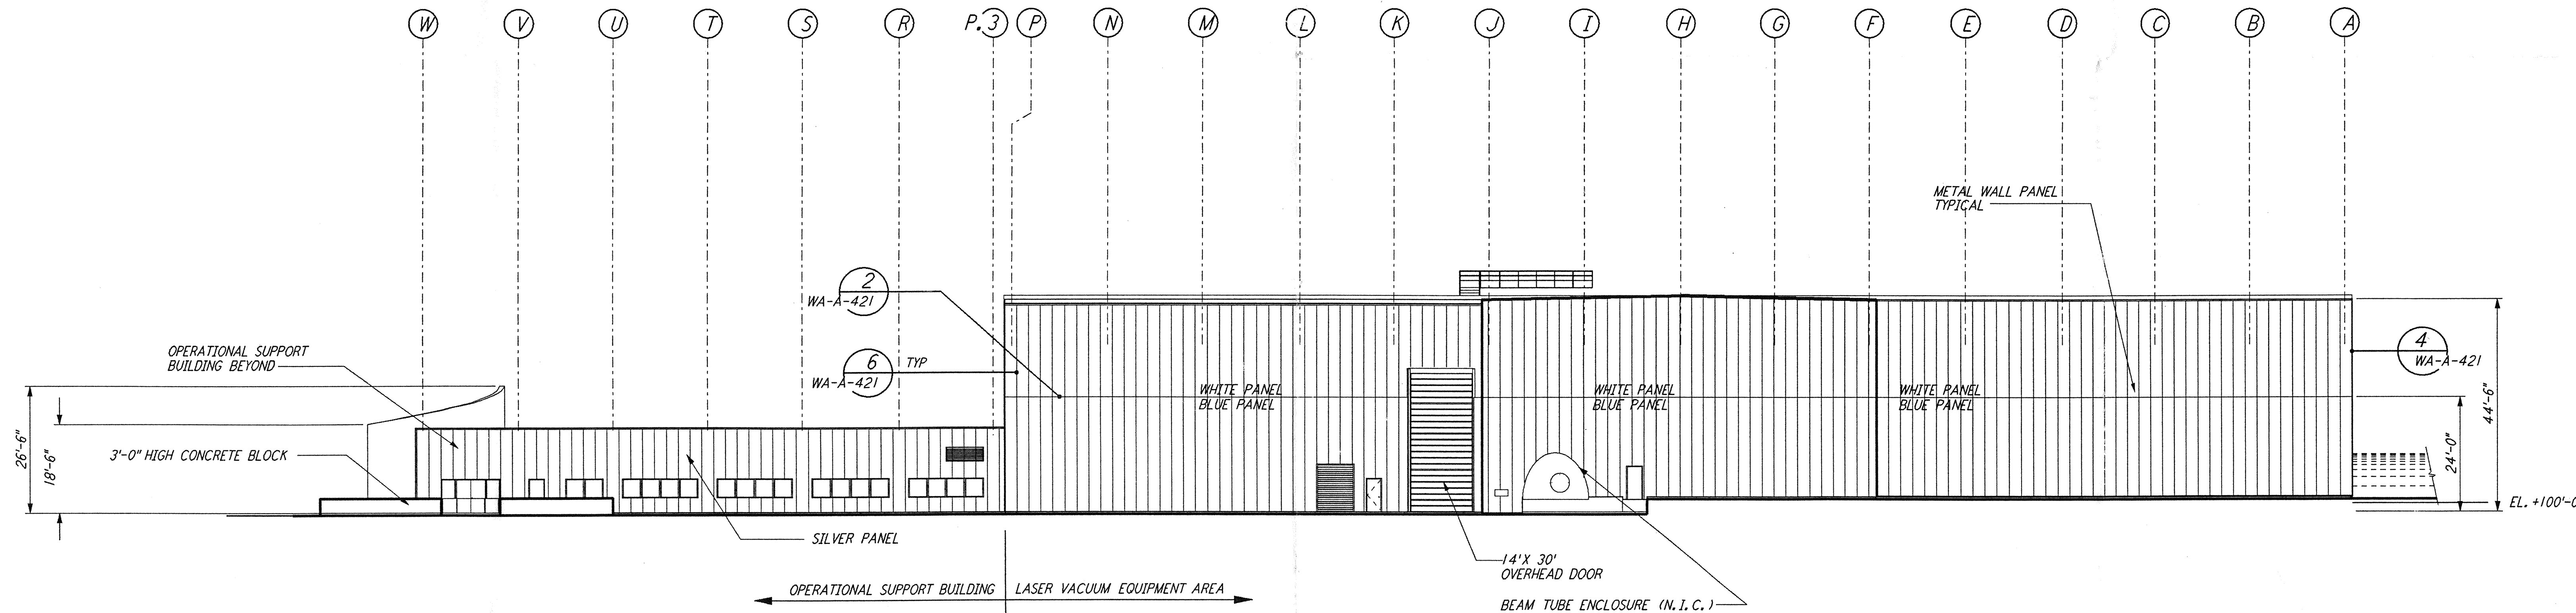 W V U T S R P.3 P N M L K J I H G F E D C B A
METAL WALL PANEL
TYPICAL
2
WA-A-421
6 TYP
WA-A-421
4
WA-A-421
OPERATIONAL SUPPORT
BUILDING BEYOND
WHITE PANEL
BLUE PANEL
WHITE PANEL
BLUE PANEL
WHITE PANEL
BLUE PANEL
26'-6"
18'-6"
44'-6"
24'-0"
3'-0" HIGH CONCRETE BLOCK
EL. +100'-0
SILVER PANEL
14'X 30'
OVERHEAD DOOR
OPERATIONAL SUPPORT BUILDING
LASER VACUUM EQUIPMENT AREA
BEAM TUBE ENCLOSURE (N.I.C.)